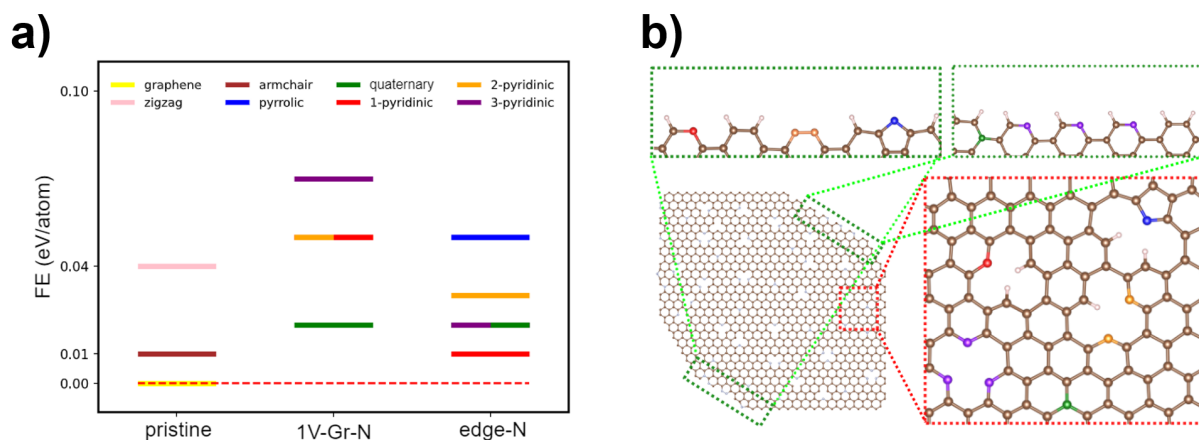 a)
b)
graphene armchair quaternary 2-pyridinic
zigzag pyrrolic 1-pyridinic 3-pyridinic
0.10
0.04
0.01
0.00
FE (eV/atom)
pristine 1V-Gr-N edge-N